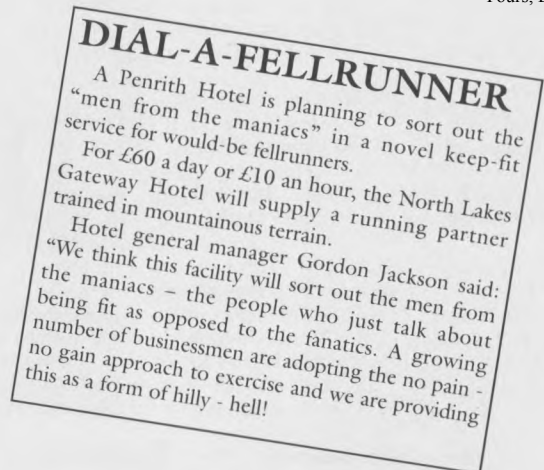 DIAL-A-FELLRUNNER
A Penrith Hotel is planning to sort out the
“men from the maniacs” in a novel keep-fit
service for would-be fellrunners.
For £60 a day or £10 an hour, the North Lakes
Gateway Hotel will supply a running partner
trained in mountainous terrain.
Hotel general manager Gordon Jackson said:
“We think this facility will sort out the men from
the maniacs – the people who just talk about
being fit as opposed to the fanatics. A growing
number of businessmen are adopting the no pain -
no gain approach to exercise and we are providing
this as a form of hilly - hell!